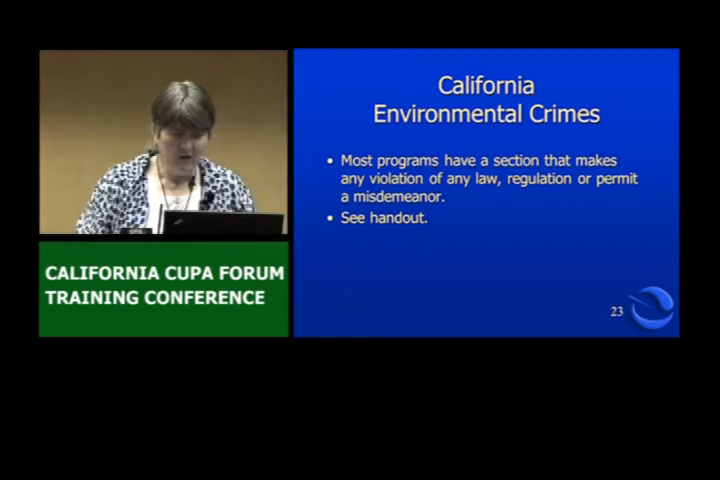 California
Environmental Crimes
• Most programs have a section that makes
any violation of any law, regulation or permit
a misdemeanor.
• See handout.
CALIFORNIA CUPA FORUM
TRAINING CONFERENCE
23